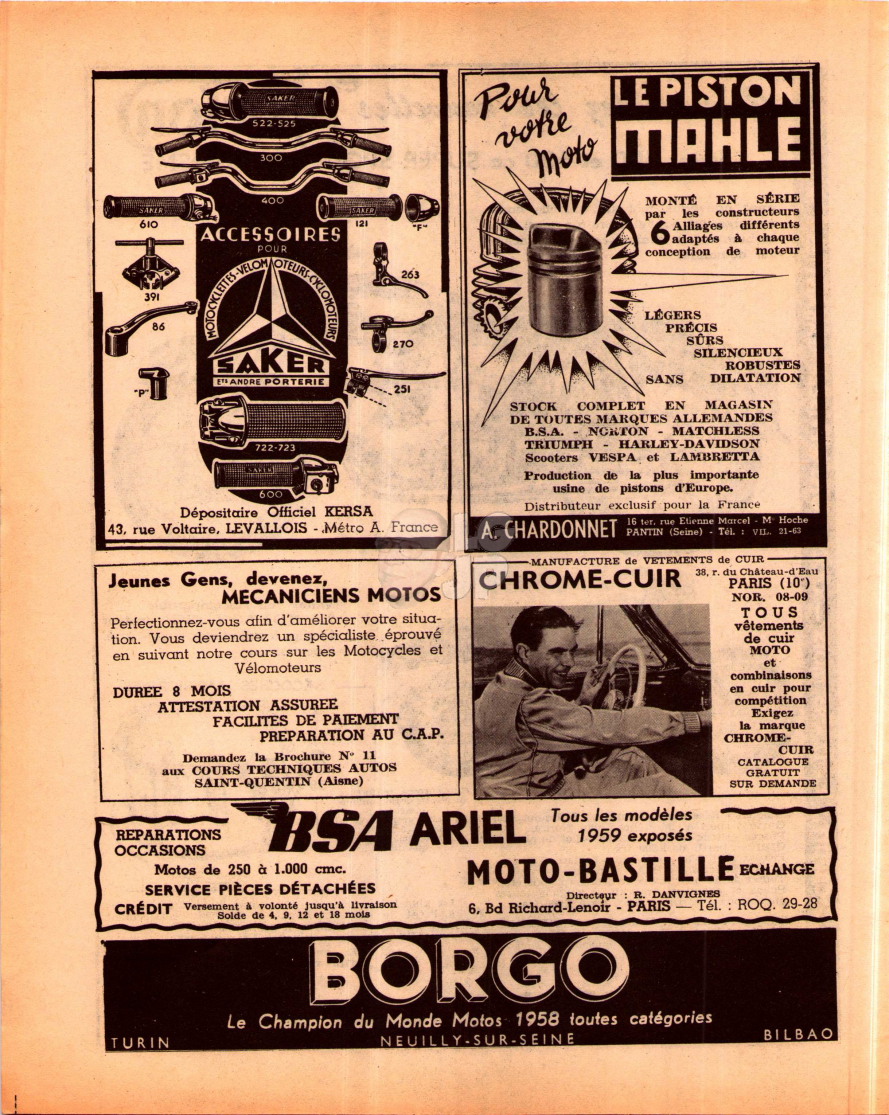 SAKER
522-525
300
400
SAKER
610
SAKER
121
"F"
ACCESSOIRES
POUR
MOTOCYCLETTES-VELOMOTEURS-CYCLOMOTEURS
391
263
86
270
SAKER
Ets ANDRE PORTERIE
"P"
251
722-723
SAKER
600
Dépositaire Officiel KERSA
43, rue Voltaire, LEVALLOIS - Métro A. France
Pour
votre
Moto
LE PISTON
MAHLE
MONTÉ EN SÉRIE
par les constructeurs
6 Alliages différents
adaptés à chaque
conception de moteur
LÉGERS
PRÉCIS
SÛRS
SILENCIEUX
ROBUSTES
SANS DILATATION
STOCK COMPLET EN MAGASIN
DE TOUTES MARQUES ALLEMANDES
B.S.A. - NORTON - MATCHLESS
TRIUMPH - HARLEY-DAVIDSON
Scooters VESPA et LAMBRETTA
Production de la plus importante
usine de pistons d'Europe.
Distributeur exclusif pour la France
A. CHARDONNET
16 ter. rue Etienne Marcel - Mº Hoche
PANTIN (Seine) - Tél. : VIL. 21-63
Jeunes Gens, devenez,
MECANICIENS MOTOS
Perfectionnez-vous afin d'améliorer votre situa-
tion. Vous deviendrez un spécialiste éprouvé
en suivant notre cours sur les Motocycles et
Vélomoteurs
DUREE 8 MOIS
ATTESTATION ASSUREE
FACILITES DE PAIEMENT
PREPARATION AU C.A.P.
Demandez la Brochure Nº 11
aux COURS TECHNIQUES AUTOS
SAINT-QUENTIN (Aisne)
MANUFACTURE de VETEMENTS de CUIR
CHROME-CUIR
38, r. du Château-d'Eau
PARIS (10º)
NOR. 08-09
TOUS
vêtements
de cuir
MOTO
et
combinaisons
en cuir pour
compétition
Exigez
la marque
CHROME-
CUIR
CATALOGUE
GRATUIT
SUR DEMANDE
REPARATIONS
OCCASIONS
BSA ARIEL
Tous les modèles
1959 exposés
Motos de 250 à 1.000 cmc.
SERVICE PIÈCES DÉTACHÉES
CRÉDIT Versement à volonté jusqu'à livraison
Solde de 4, 9, 12 et 18 mois
MOTO-BASTILLE ECHANGE
Directeur : R. DANVIGNES
6, Bd Richard-Lenoir - PARIS — Tél. : ROQ. 29-28
BORGO
Le Champion du Monde Motos 1958 toutes catégories
TURIN NEUILLY-SUR-SEINE BILBAO